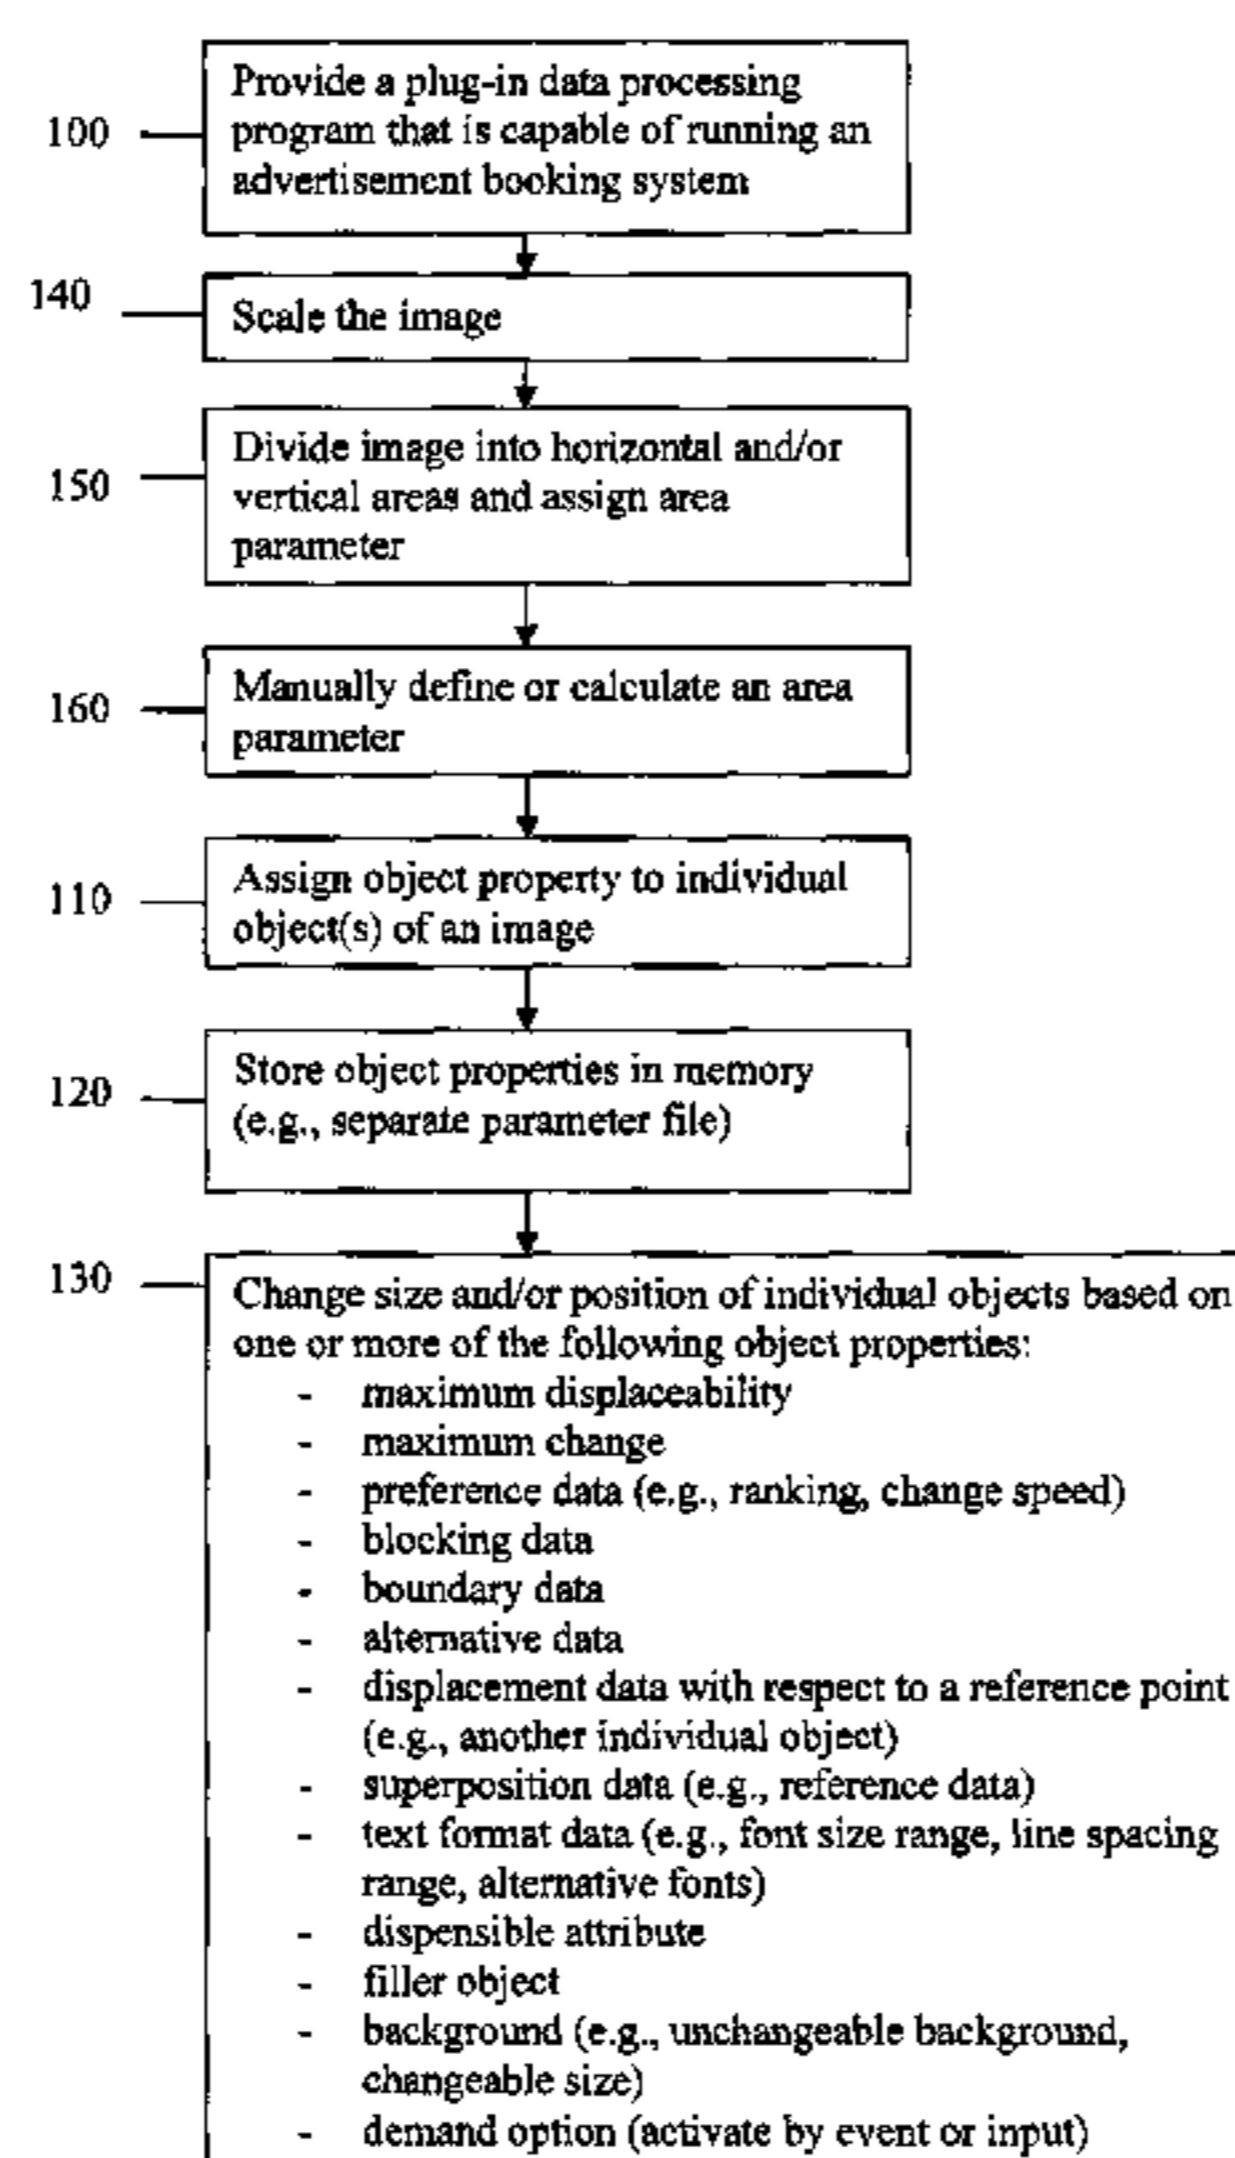 100
Provide a plug-in data processing
program that is capable of running an
advertisement booking system
140
Scale the image
150
Divide image into horizontal and/or
vertical areas and assign area
parameter
160
Manually define or calculate an area
parameter
110
Assign object property to individual
object(s) of an image
120
Store object properties in memory
(e.g., separate parameter file)
130
Change size and/or position of individual objects based on
one or more of the following object properties:
- maximum displaceability
- maximum change
- preference data (e.g., ranking, change speed)
- blocking data
- boundary data
- alternative data
- displacement data with respect to a reference point
(e.g., another individual object)
- superposition data (e.g., reference data)
- text format data (e.g., font size range, line spacing
range, alternative fonts)
- dispensible attribute
- filler object
- background (e.g., unchangeable background,
changeable size)
- demand option (activate by event or input)